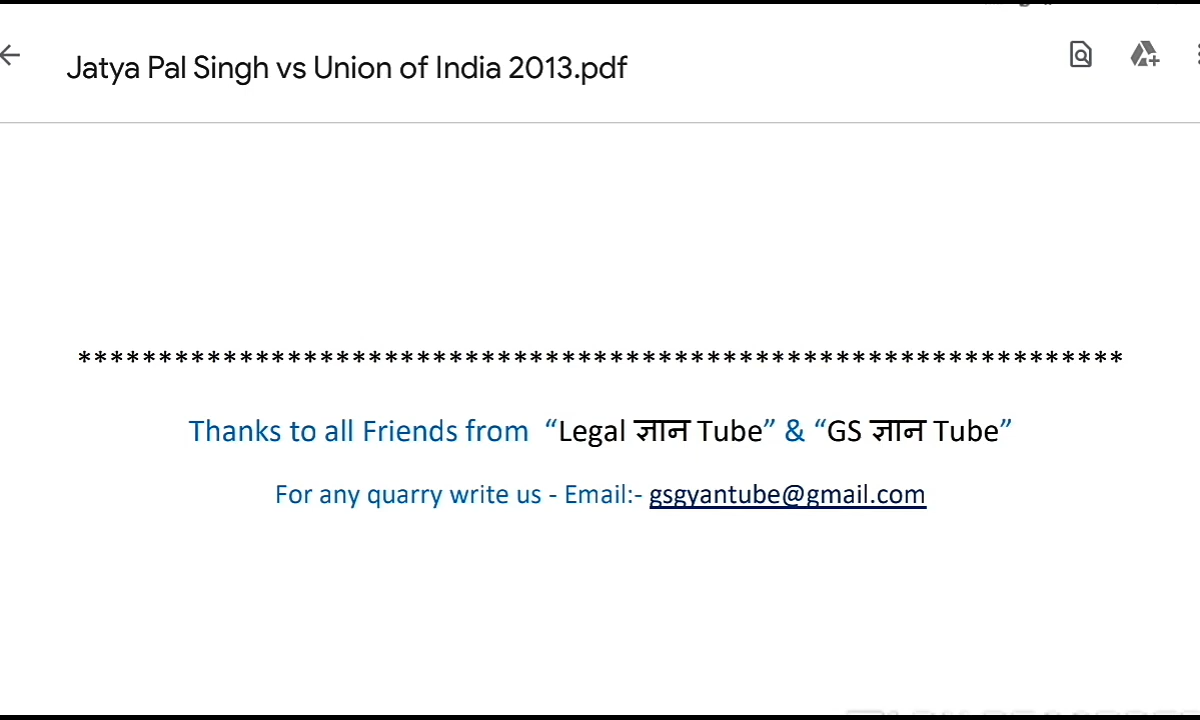 Jatya Pal Singh vs Union of India 2013.pdf
******************************************************************
Thanks to all Friends from “Legal ज्ञान Tube” & “GS ज्ञान Tube”
For any quarry write us - Email:- gsgyantube@gmail.com